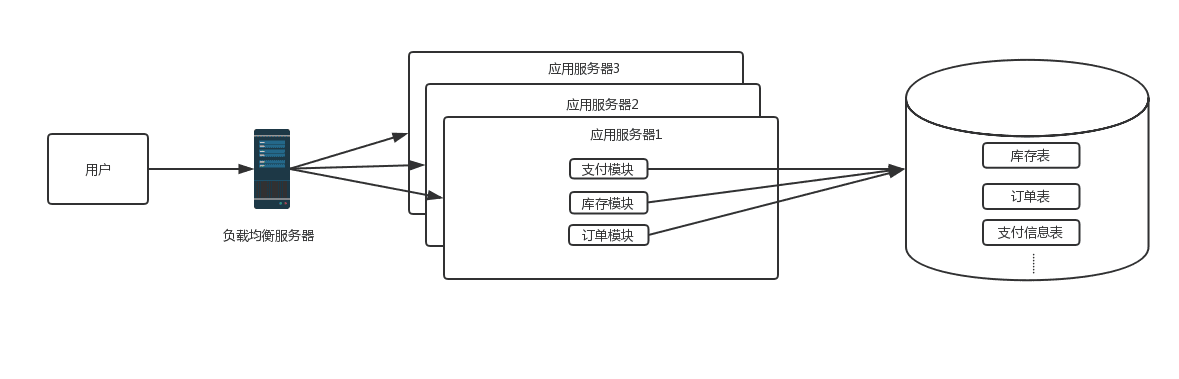 用户
负载均衡服务器
应用服务器3
应用服务器2
应用服务器1
支付模块
库存模块
订单模块
库存表
订单表
支付信息表